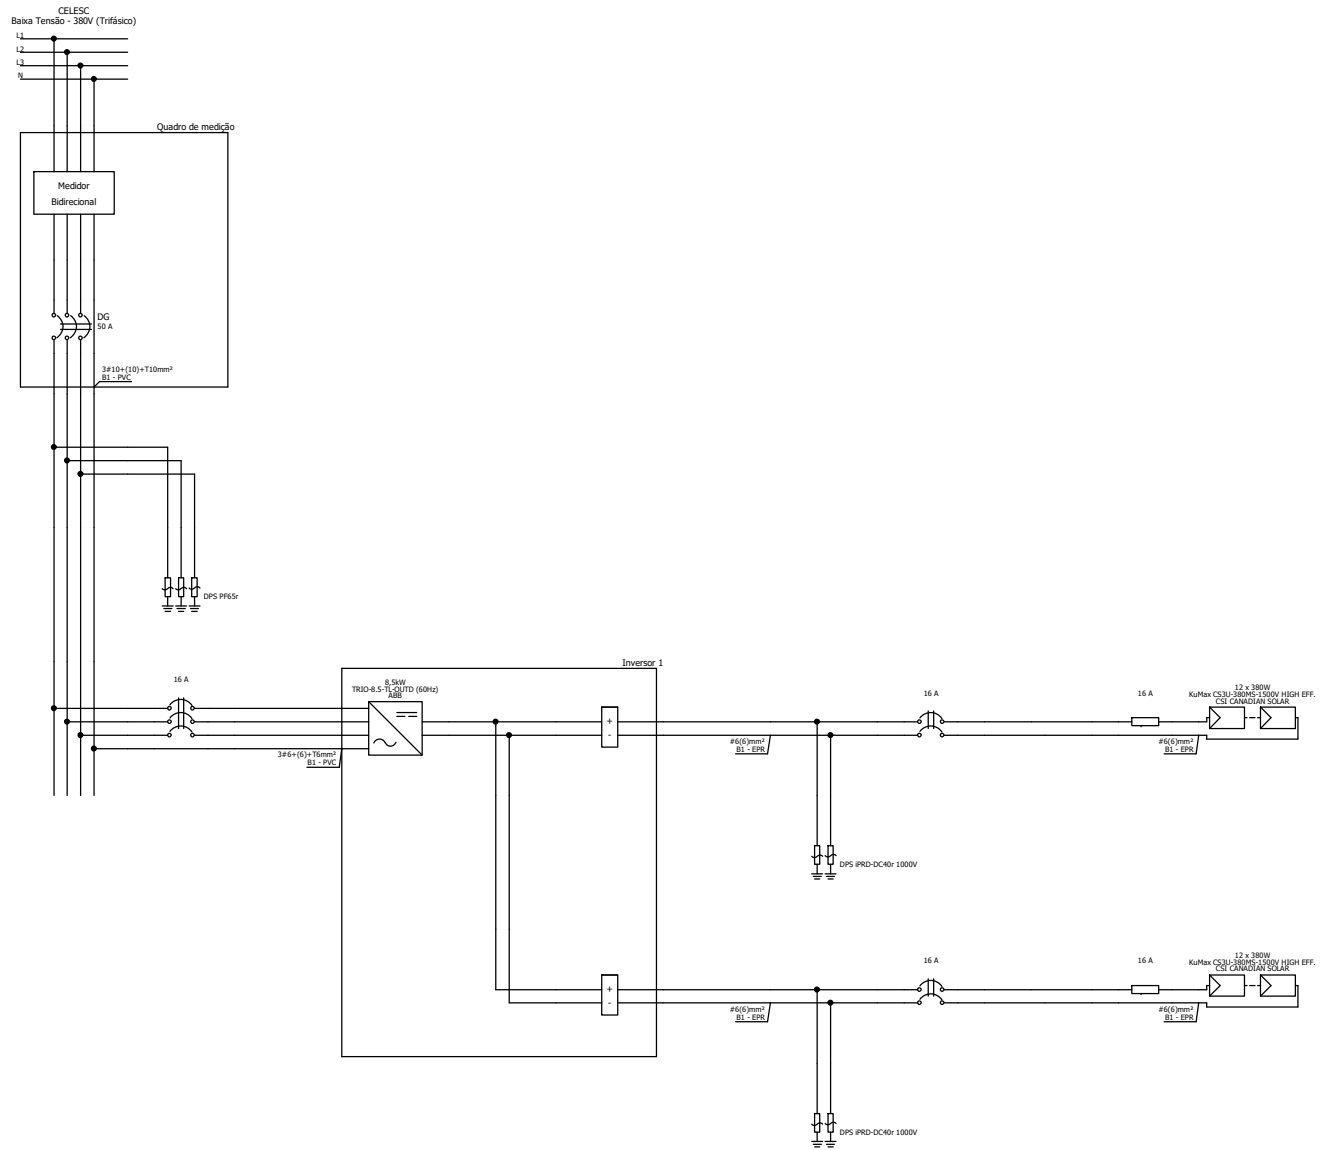 CELESC
Baixa Tensão - 380V (Trifásico)
L1
L2
L3
N
Quadro de medição
Medidor
Bidirecional
DG
50 A
3#10+(10)+T10mm²
B1 - PVC
DPS PF65r
16 A
3#6+(6)+T6mm²
B1 - PVC
Inversor 1
8,5kW
TRIO-8.5-TL-OUTD (60Hz)
ABB
+
-
#6(6)mm²
B1 - EPR
DPS iPRD-DC40r 1000V
16 A
16 A
#6(6)mm²
B1 - EPR
12 x 380W
KuMax CS3U-380MS-1500V HIGH EFF.
CSI CANADIAN SOLAR
+
-
#6(6)mm²
B1 - EPR
DPS iPRD-DC40r 1000V
16 A
16 A
#6(6)mm²
B1 - EPR
12 x 380W
KuMax CS3U-380MS-1500V HIGH EFF.
CSI CANADIAN SOLAR